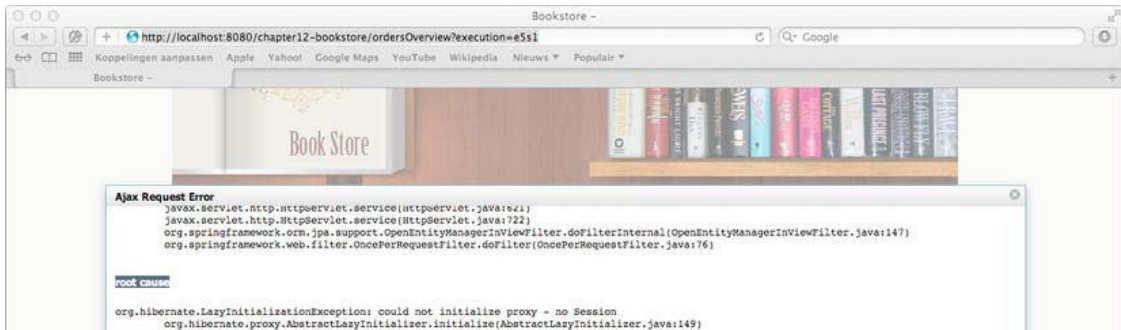 Bookstore –
http://localhost:8080/chapter12-bookstore/ordersOverview?execution=e5s1
Google
Koppelingen aanpassen Apple Yahoo! Google Maps YouTube Wikipedia Nieuws Populair
Bookstore –
Book Store
Ajax Request Error
javax.servlet.http.HttpServlet.service(HttpServlet.java:621)
javax.servlet.http.HttpServlet.service(HttpServlet.java:722)
org.springframework.orm.jpa.support.OpenEntityManagerInViewFilter.doFilterInternal(OpenEntityManagerInViewFilter.java:147)
org.springframework.web.filter.OncePerRequestFilter.doFilter(OncePerRequestFilter.java:76)
root cause
org.hibernate.LazyInitializationException: could not initialize proxy - no Session
org.hibernate.proxy.AbstractLazyInitializer.initialize(AbstractLazyInitializer.java:149)